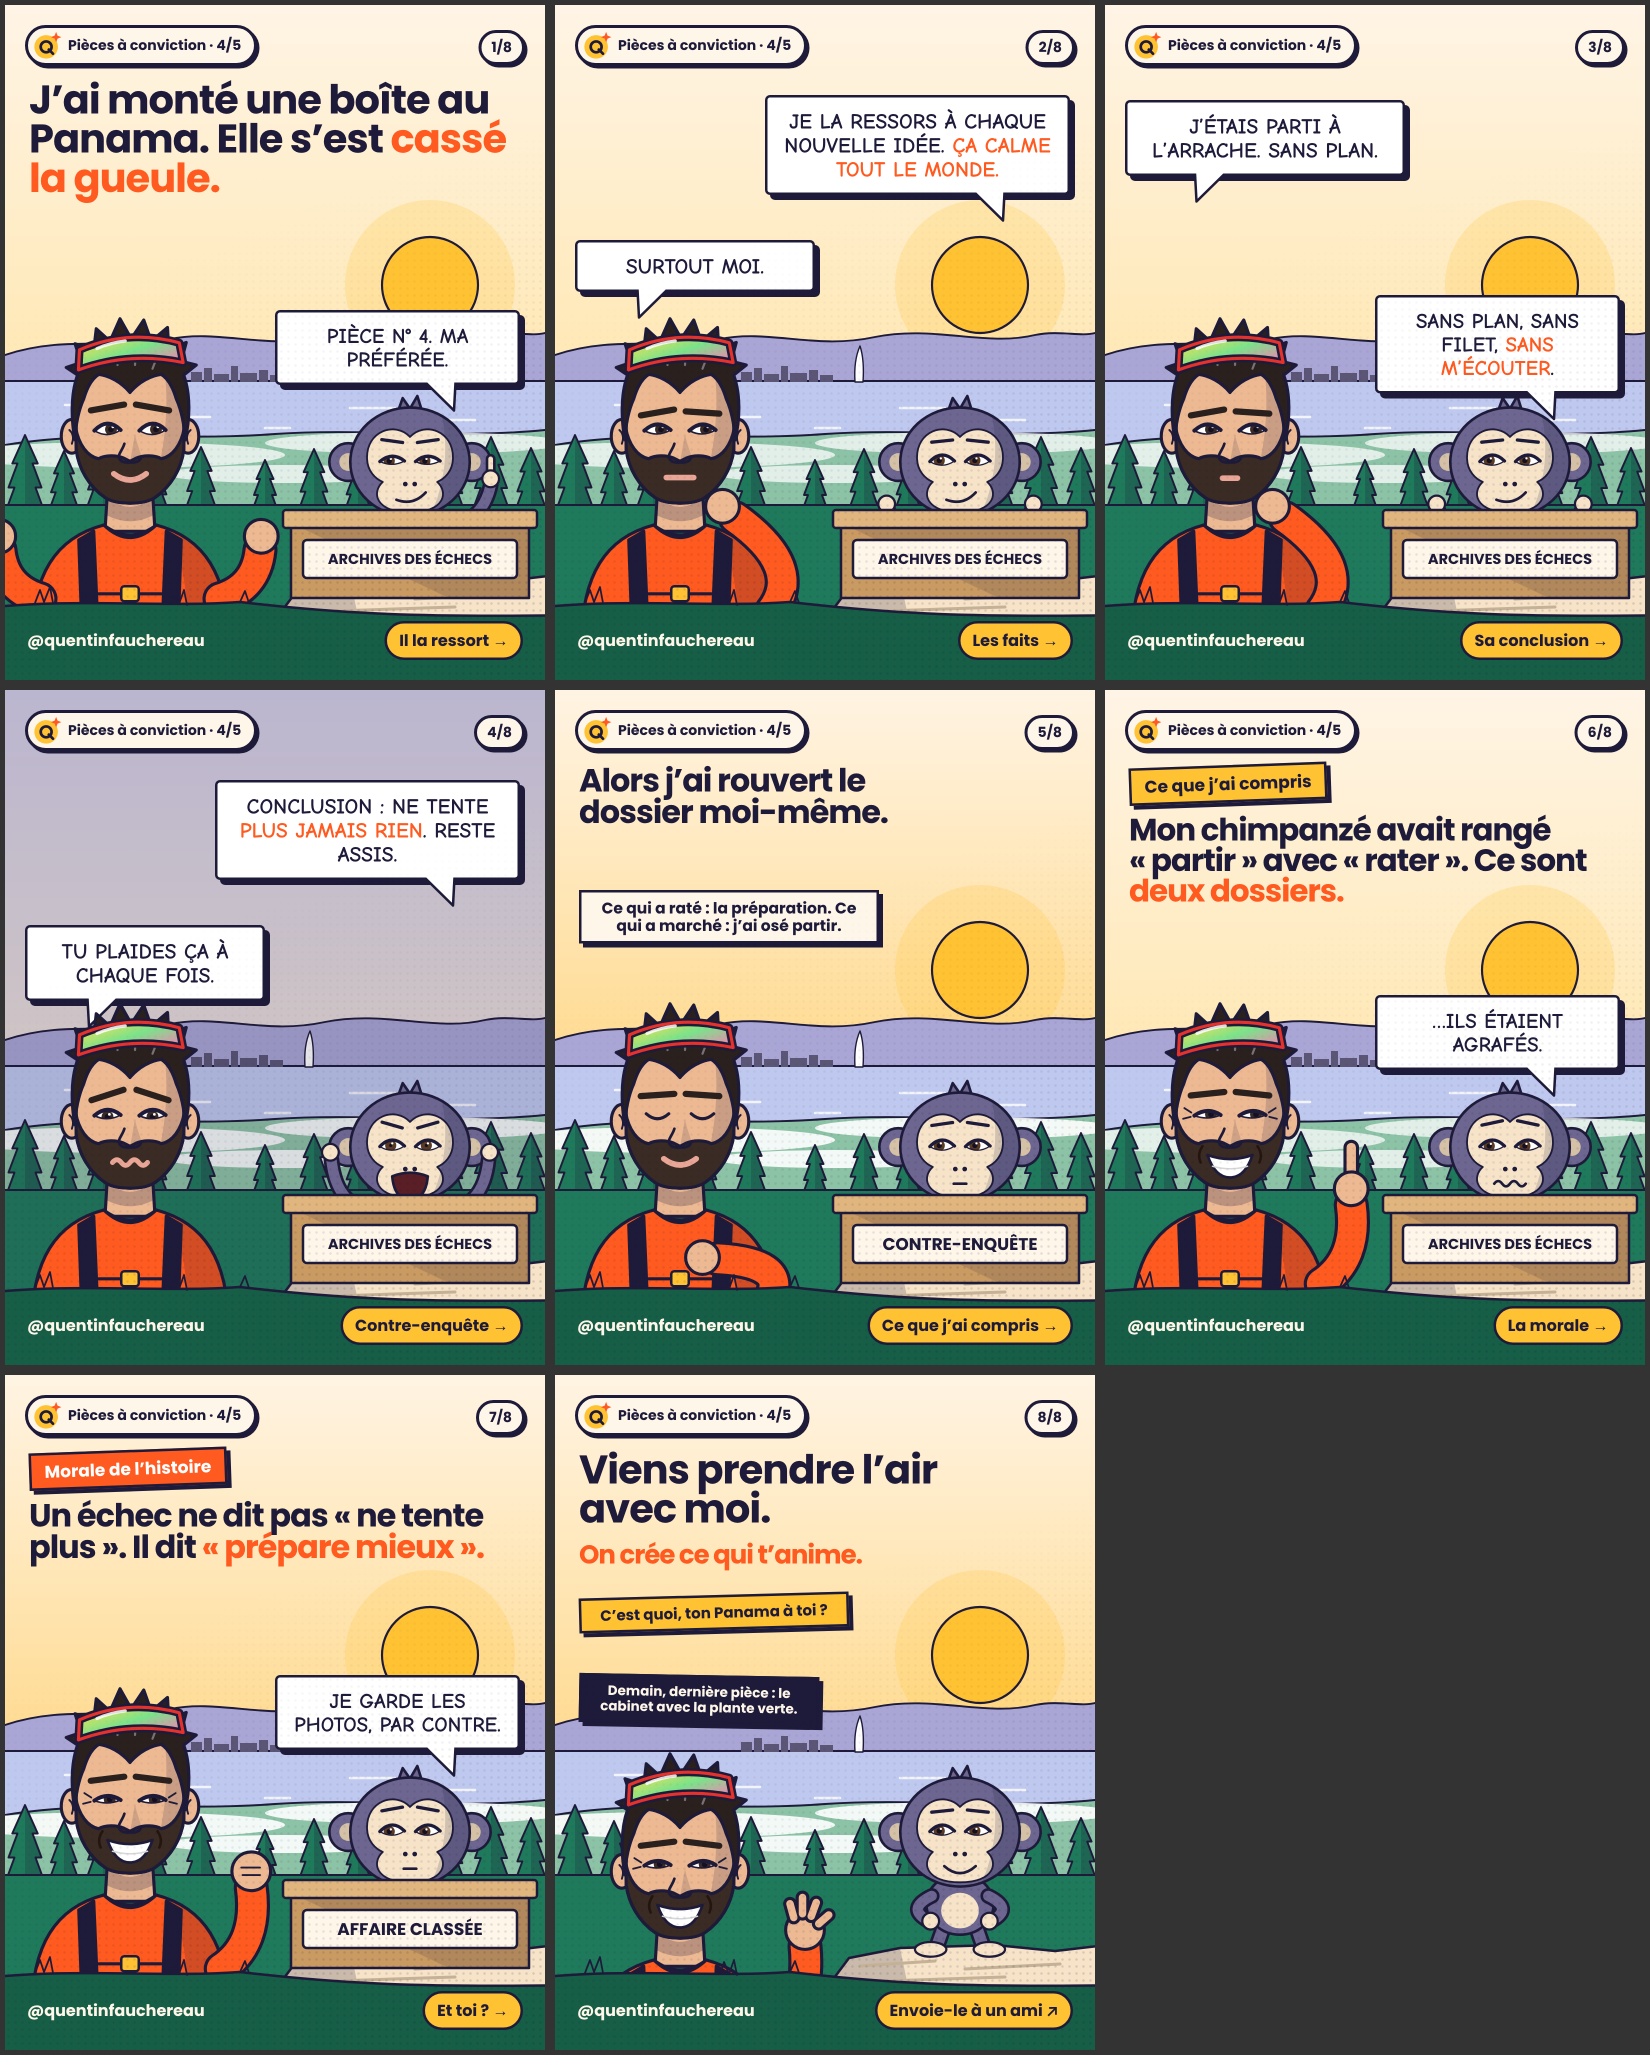 Q Pièces à conviction · 4/5
1/8
J'ai monté une boîte au
Panama. Elle s'est cassé
la gueule.
PIÈCE N° 4. MA
PRÉFÉRÉE.
ARCHIVES DES ÉCHECS
@quentinfauchereau
Il la ressort →
Q Pièces à conviction · 4/5
2/8
JE LA RESSORS À CHAQUE
NOUVELLE IDÉE. ÇA CALME
TOUT LE MONDE.
SURTOUT MOI.
ARCHIVES DES ÉCHECS
@quentinfauchereau
Les faits →
Q Pièces à conviction · 4/5
3/8
J'ÉTAIS PARTI À
L'ARRACHE. SANS PLAN.
SANS PLAN, SANS
FILET, SANS
M'ÉCOUTER.
ARCHIVES DES ÉCHECS
@quentinfauchereau
Sa conclusion →
Q Pièces à conviction · 4/5
4/8
CONCLUSION : NE TENTE
PLUS JAMAIS RIEN. RESTE
ASSIS.
TU PLAIDES ÇA À
CHAQUE FOIS.
ARCHIVES DES ÉCHECS
@quentinfauchereau
Contre-enquête →
Q Pièces à conviction · 4/5
5/8
Alors j'ai rouvert le
dossier moi-même.
Ce qui a raté : la préparation. Ce
qui a marché : j'ai osé partir.
CONTRE-ENQUÊTE
@quentinfauchereau
Ce que j'ai compris →
Q Pièces à conviction · 4/5
6/8
Ce que j'ai compris
Mon chimpanzé avait rangé
« partir » avec « rater ». Ce sont
deux dossiers.
...ILS ÉTAIENT
AGRAFÉS.
ARCHIVES DES ÉCHECS
@quentinfauchereau
La morale →
Q Pièces à conviction · 4/5
7/8
Morale de l'histoire
Un échec ne dit pas « ne tente
plus ». Il dit « prépare mieux ».
JE GARDE LES
PHOTOS, PAR CONTRE.
AFFAIRE CLASSÉE
@quentinfauchereau
Et toi ? →
Q Pièces à conviction · 4/5
8/8
Viens prendre l'air
avec moi.
On crée ce qui t'anime.
C'est quoi, ton Panama à toi ?
Demain, dernière pièce : le
cabinet avec la plante verte.
@quentinfauchereau
Envoie-le à un ami ↗